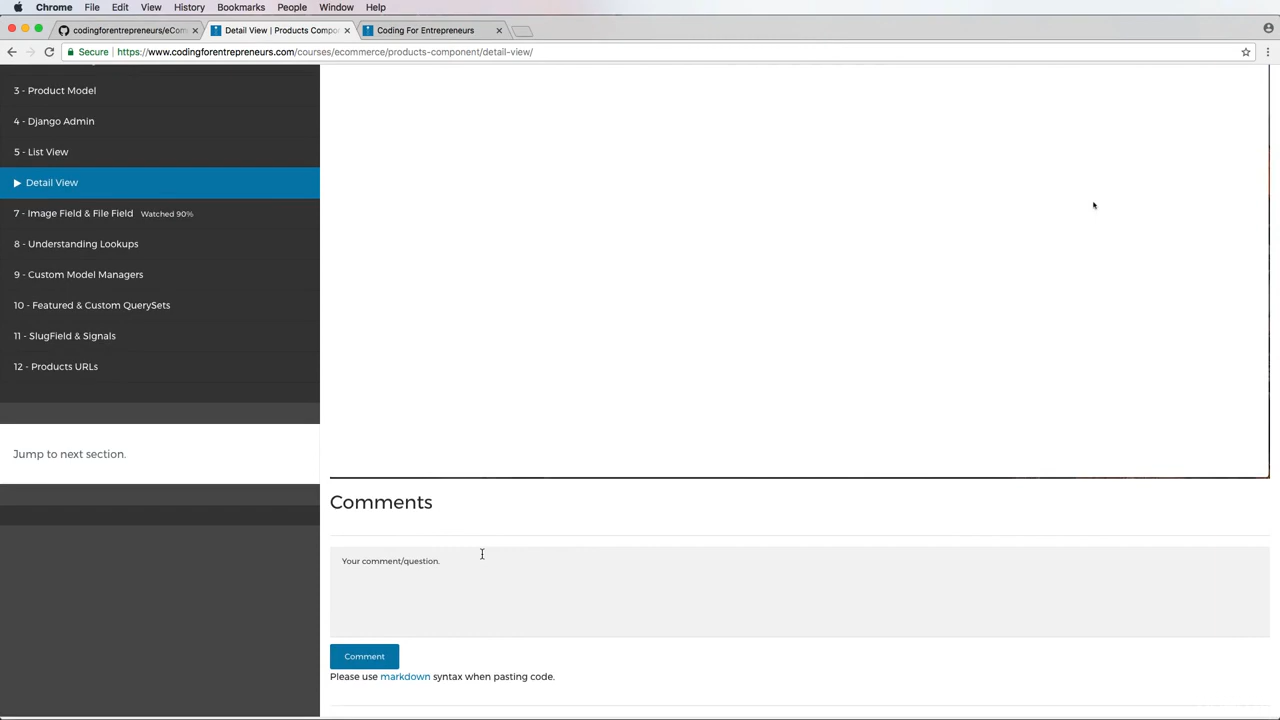 Chrome File Edit View History Bookmarks People Window Help
codingforentrepreneurs/eCom
Detail View | Products Compo
Coding For Entrepreneurs
Secure https://www.codingforentrepreneurs.com/courses/ecommerce/products-component/detail-view/
3 - Product Model
4 - Django Admin
5 - List View
Detail View
7 - Image Field & File Field Watched 90%
8 - Understanding Lookups
9 - Custom Model Managers
10 - Featured & Custom QuerySets
11 - SlugField & Signals
12 - Products URLs
Jump to next section.
Comments
Your comment/question.
Comment
Please use markdown syntax when pasting code.